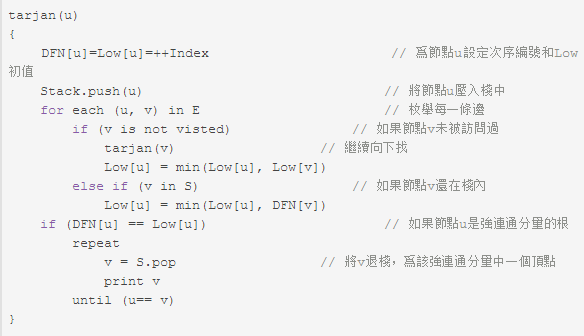 tarjan(u)
{
    DFN[u]=Low[u]=++Index                      // 爲節點u設定次序編號和Low
初值
    Stack.push(u)                              // 將節點u壓入棧中
    for each (u, v) in E                       // 枚舉每一條邊
        if (v is not visted)               // 如果節點v未被訪問過
            tarjan(v)                  // 繼續向下找
            Low[u] = min(Low[u], Low[v])
        else if (v in S)                   // 如果節點v還在棧內
            Low[u] = min(Low[u], DFN[v])
    if (DFN[u] == Low[u])                      // 如果節點u是強連通分量的根
        repeat
            v = S.pop                  // 將v退棧，爲該強連通分量中一個頂點
            print v
        until (u== v)
}